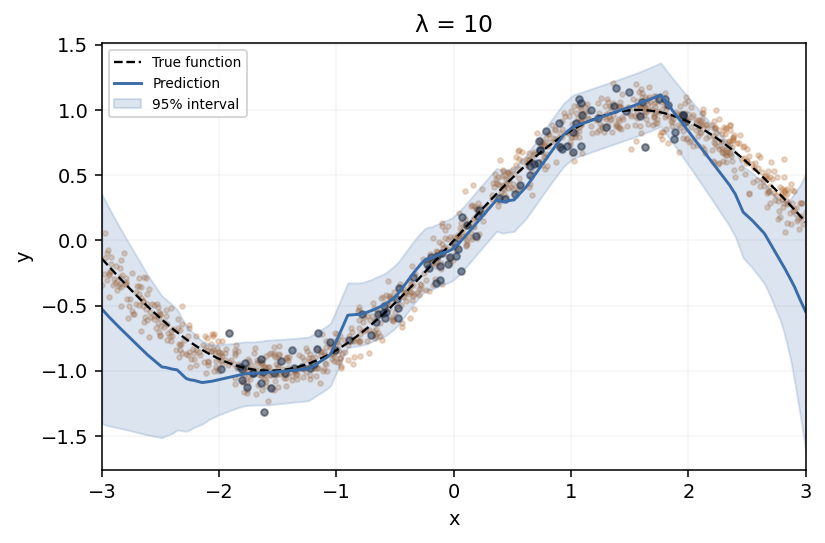 λ = 10
True function
Prediction
95% interval
1.5
1.0
0.5
0.0
−0.5
−1.0
−1.5
y
−3 −2 −1 0 1 2 3
x